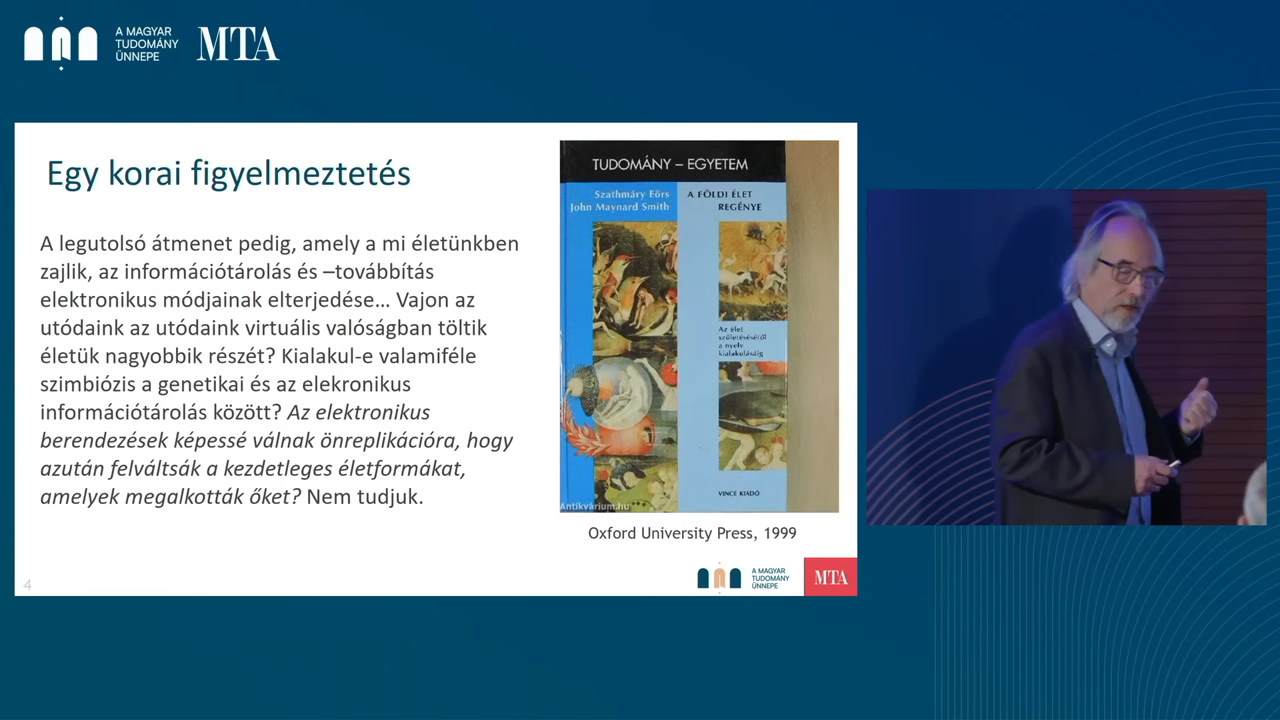 A MAGYAR
TUDOMÁNY
ÜNNEPE
MTA
Egy korai figyelmeztetés
A legutolsó átmenet pedig, amely a mi életünkben
zajlik, az információtárolás és –továbbítás
elektronikus módjainak elterjedése... Vajon az
utódaink az utódaink virtuális valóságban töltik
életük nagyobbik részét? Kialakul-e valamiféle
szimbiózis a genetikai és az elekronikus
információtárolás között? Az elektronikus
berendezések képessé válnak önreplikációra, hogy
azután felváltsák a kezdetleges életformákat,
amelyek megalkották őket? Nem tudjuk.
TUDOMÁNY – EGYETEM
Szathmáry Eörs
John Maynard Smith
A FÖLDI ÉLET
REGÉNYE
Az élet
születésésétől
a nyelv
kialakulásáig
VINCE KIADÓ
Antikvárium.hu
Oxford University Press, 1999
4
A MAGYAR
TUDOMÁNY
ÜNNEPE
MTA